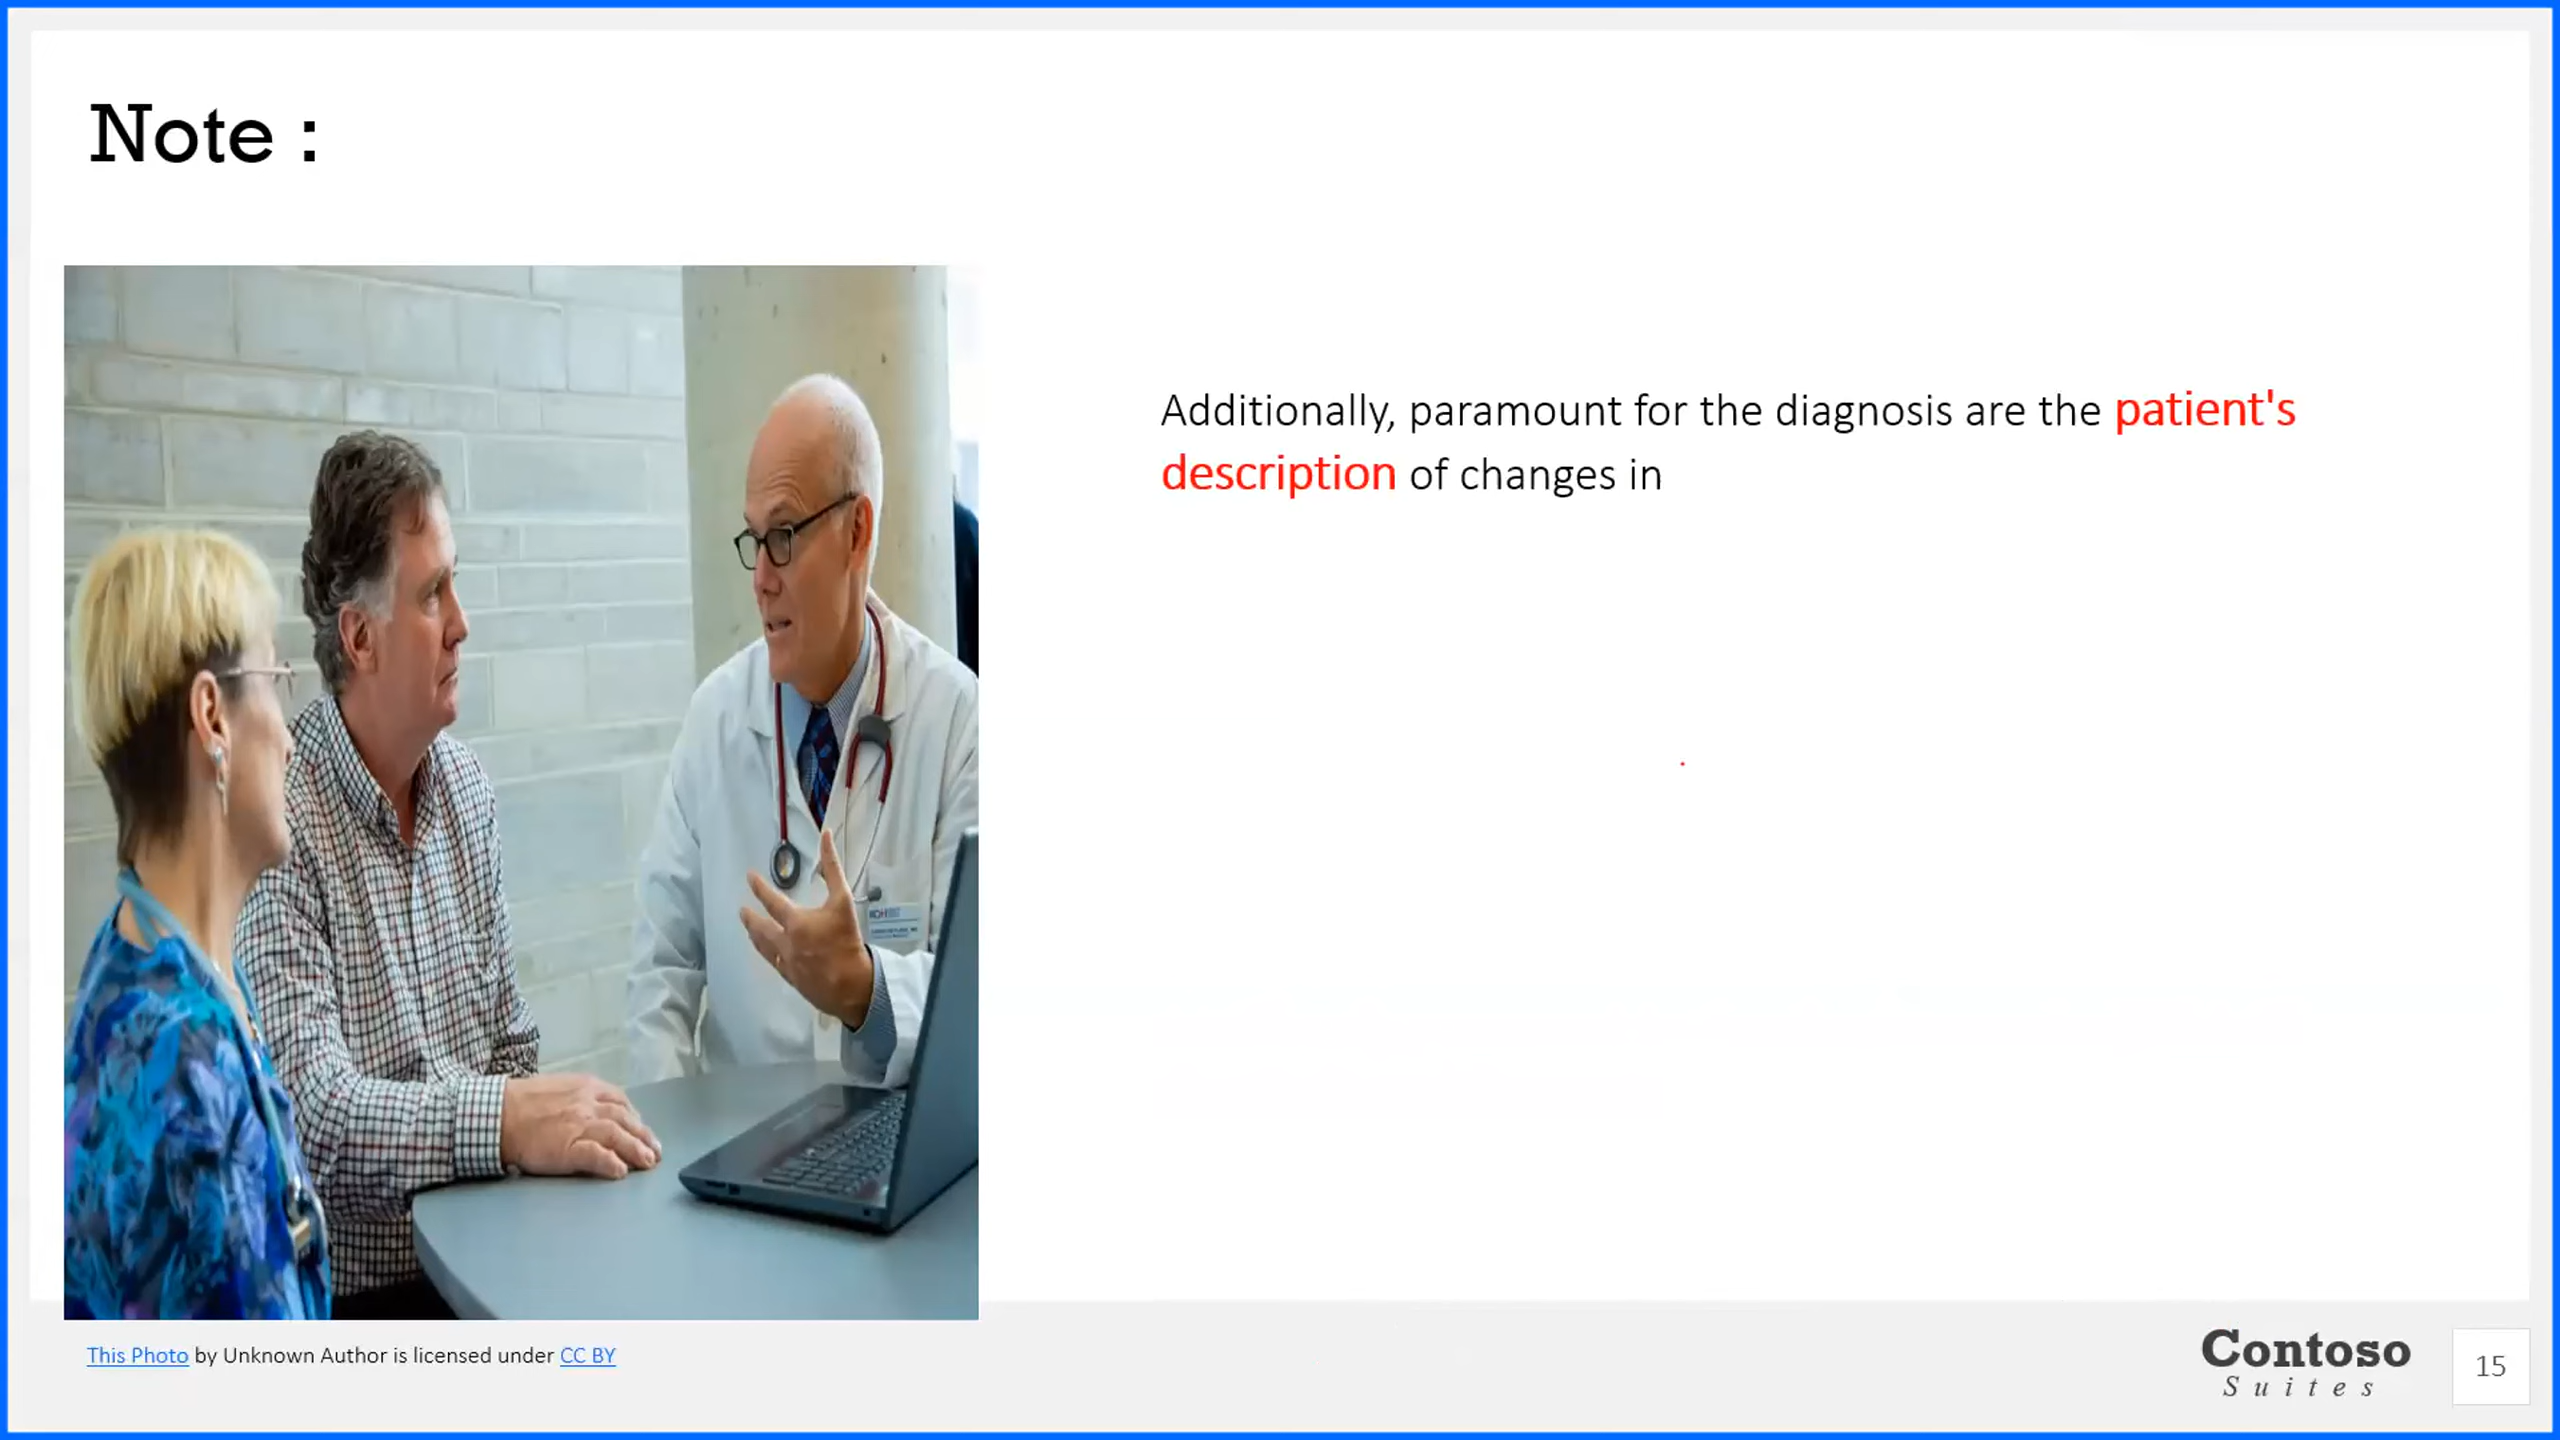 Note :
Additionally, paramount for the diagnosis are the patient's
description of changes in
This Photo by Unknown Author is licensed under CC BY
Contoso
Suites
15